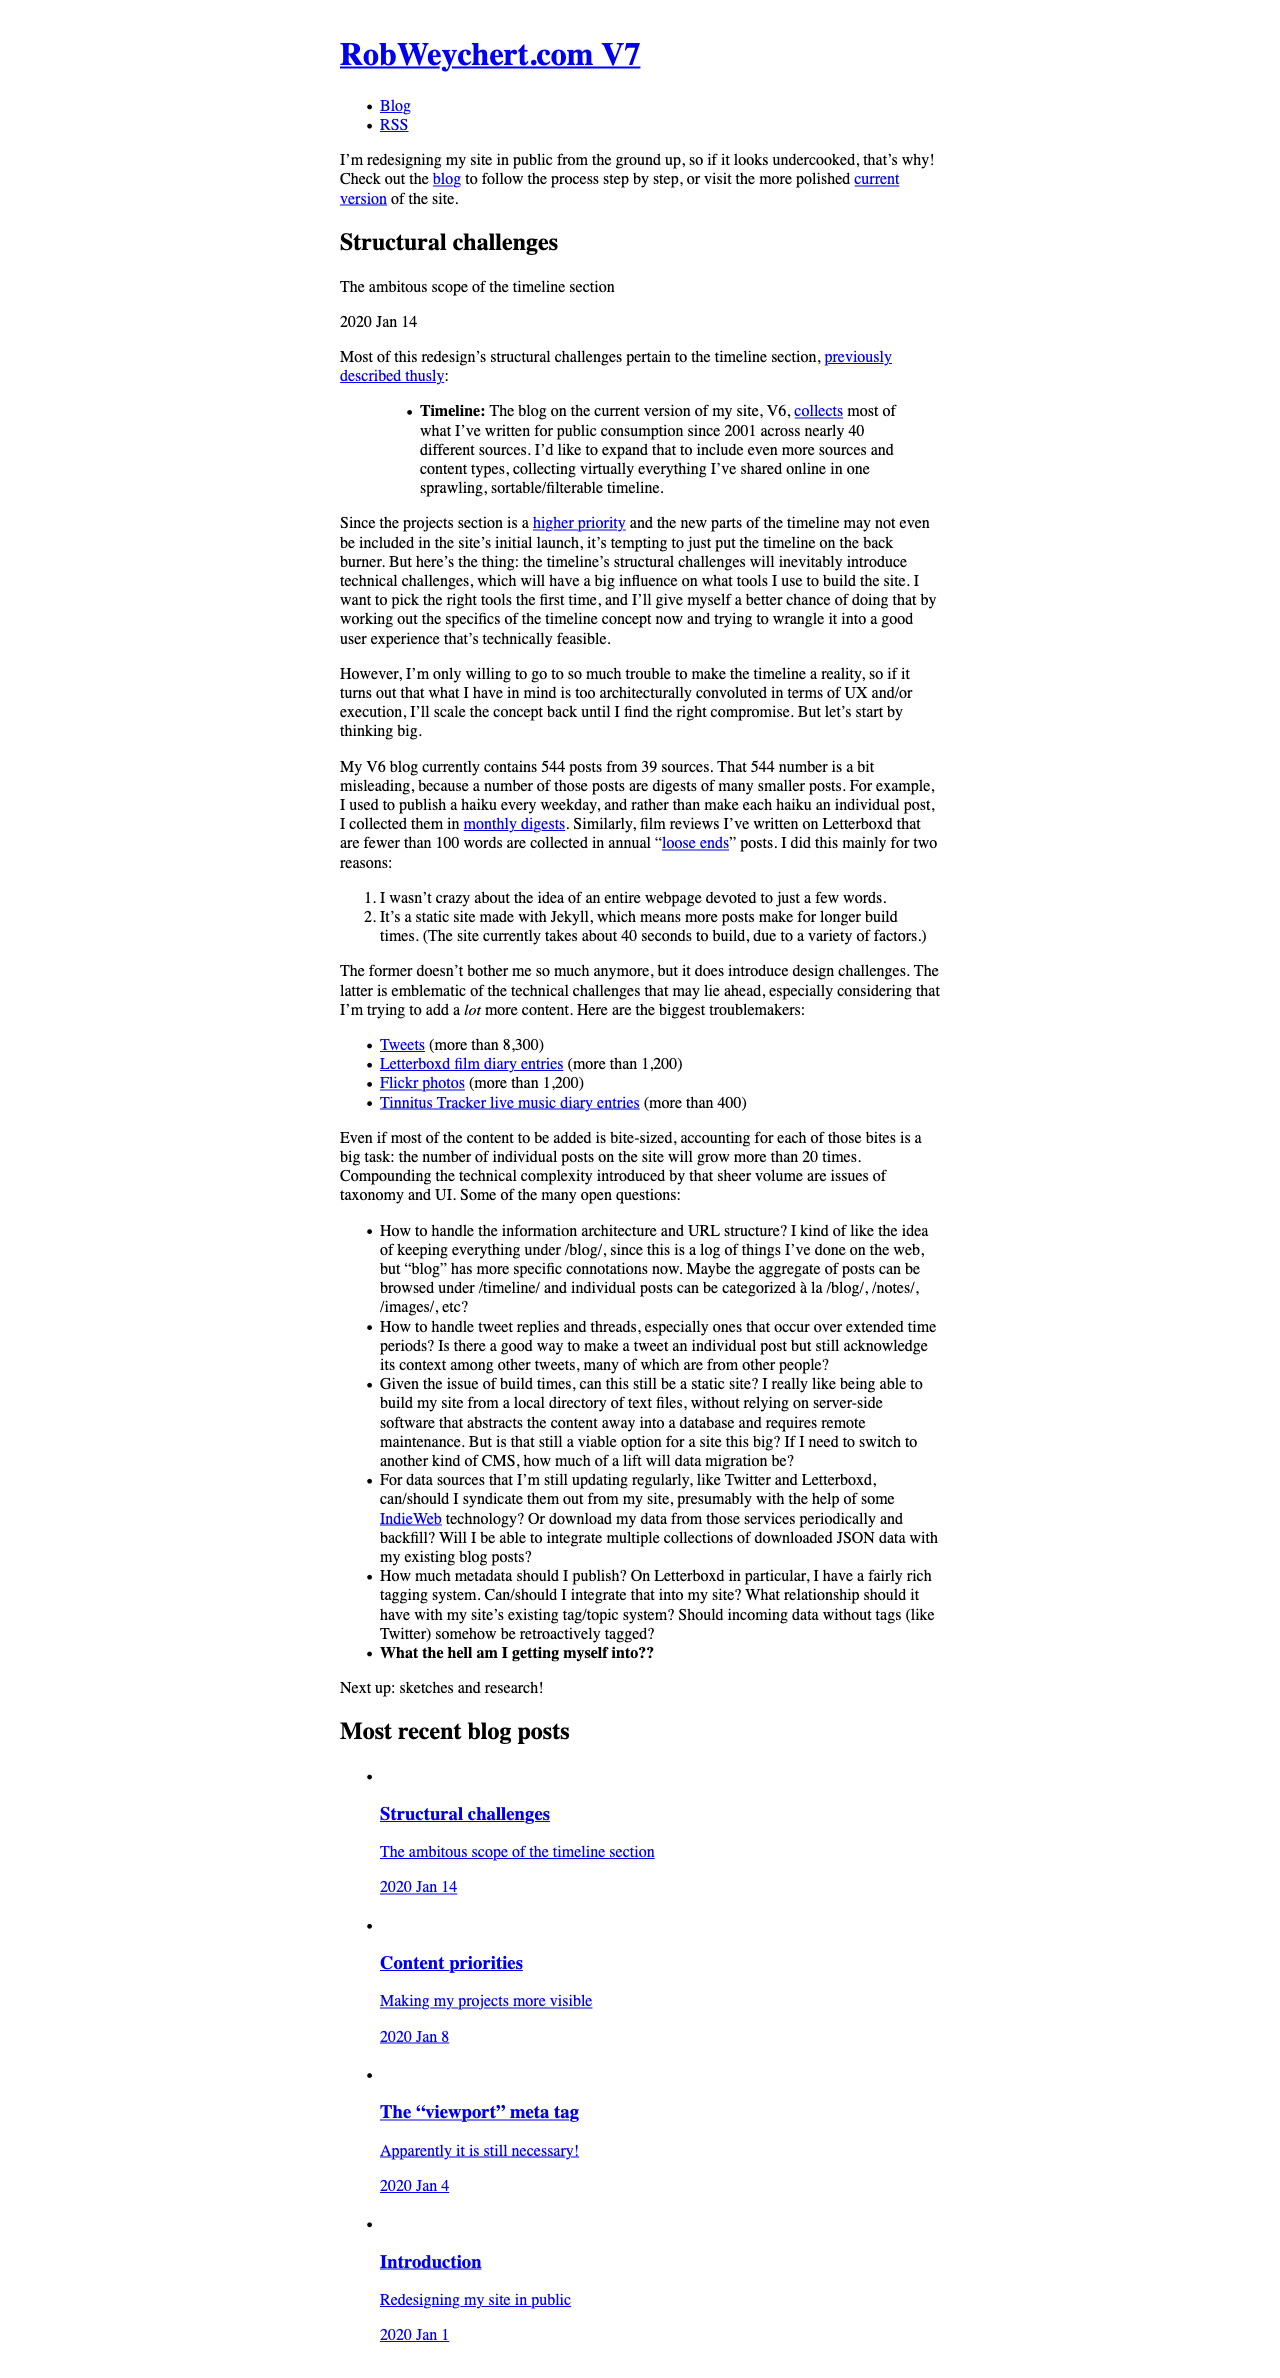 RobWeychert.com V7
• Blog
• RSS
I’m redesigning my site in public from the ground up, so if it looks undercooked, that’s why!
Check out the blog to follow the process step by step, or visit the more polished current
version of the site.
Structural challenges
The ambitous scope of the timeline section
2020 Jan 14
Most of this redesign’s structural challenges pertain to the timeline section, previously
described thusly:
• Timeline: The blog on the current version of my site, V6, collects most of
what I’ve written for public consumption since 2001 across nearly 40
different sources. I’d like to expand that to include even more sources and
content types, collecting virtually everything I’ve shared online in one
sprawling, sortable/filterable timeline.
Since the projects section is a higher priority and the new parts of the timeline may not even
be included in the site’s initial launch, it’s tempting to just put the timeline on the back
burner. But here’s the thing: the timeline’s structural challenges will inevitably introduce
technical challenges, which will have a big influence on what tools I use to build the site. I
want to pick the right tools the first time, and I’ll give myself a better chance of doing that by
working out the specifics of the timeline concept now and trying to wrangle it into a good
user experience that’s technically feasible.
However, I’m only willing to go to so much trouble to make the timeline a reality, so if it
turns out that what I have in mind is too architecturally convoluted in terms of UX and/or
execution, I’ll scale the concept back until I find the right compromise. But let’s start by
thinking big.
My V6 blog currently contains 544 posts from 39 sources. That 544 number is a bit
misleading, because a number of those posts are digests of many smaller posts. For example,
I used to publish a haiku every weekday, and rather than make each haiku an individual post,
I collected them in monthly digests. Similarly, film reviews I’ve written on Letterboxd that
are fewer than 100 words are collected in annual “loose ends” posts. I did this mainly for two
reasons:
1. I wasn’t crazy about the idea of an entire webpage devoted to just a few words.
2. It’s a static site made with Jekyll, which means more posts make for longer build
times. (The site currently takes about 40 seconds to build, due to a variety of factors.)
The former doesn’t bother me so much anymore, but it does introduce design challenges. The
latter is emblematic of the technical challenges that may lie ahead, especially considering that
I’m trying to add a lot more content. Here are the biggest troublemakers:
• Tweets (more than 8,300)
• Letterboxd film diary entries (more than 1,200)
• Flickr photos (more than 1,200)
• Tinnitus Tracker live music diary entries (more than 400)
Even if most of the content to be added is bite-sized, accounting for each of those bites is a
big task: the number of individual posts on the site will grow more than 20 times.
Compounding the technical complexity introduced by that sheer volume are issues of
taxonomy and UI. Some of the many open questions:
• How to handle the information architecture and URL structure? I kind of like the idea
of keeping everything under /blog/, since this is a log of things I’ve done on the web,
but “blog” has more specific connotations now. Maybe the aggregate of posts can be
browsed under /timeline/ and individual posts can be categorized à la /blog/, /notes/,
/images/, etc?
• How to handle tweet replies and threads, especially ones that occur over extended time
periods? Is there a good way to make a tweet an individual post but still acknowledge
its context among other tweets, many of which are from other people?
• Given the issue of build times, can this still be a static site? I really like being able to
build my site from a local directory of text files, without relying on server-side
software that abstracts the content away into a database and requires remote
maintenance. But is that still a viable option for a site this big? If I need to switch to
another kind of CMS, how much of a lift will data migration be?
• For data sources that I’m still updating regularly, like Twitter and Letterboxd,
can/should I syndicate them out from my site, presumably with the help of some
IndieWeb technology? Or download my data from those services periodically and
backfill? Will I be able to integrate multiple collections of downloaded JSON data with
my existing blog posts?
• How much metadata should I publish? On Letterboxd in particular, I have a fairly rich
tagging system. Can/should I integrate that into my site? What relationship should it
have with my site’s existing tag/topic system? Should incoming data without tags (like
Twitter) somehow be retroactively tagged?
• What the hell am I getting myself into??
Next up: sketches and research!
Most recent blog posts
•
Structural challenges
The ambitous scope of the timeline section
2020 Jan 14
•
Content priorities
Making my projects more visible
2020 Jan 8
•
The “viewport” meta tag
Apparently it is still necessary!
2020 Jan 4
•
Introduction
Redesigning my site in public
2020 Jan 1